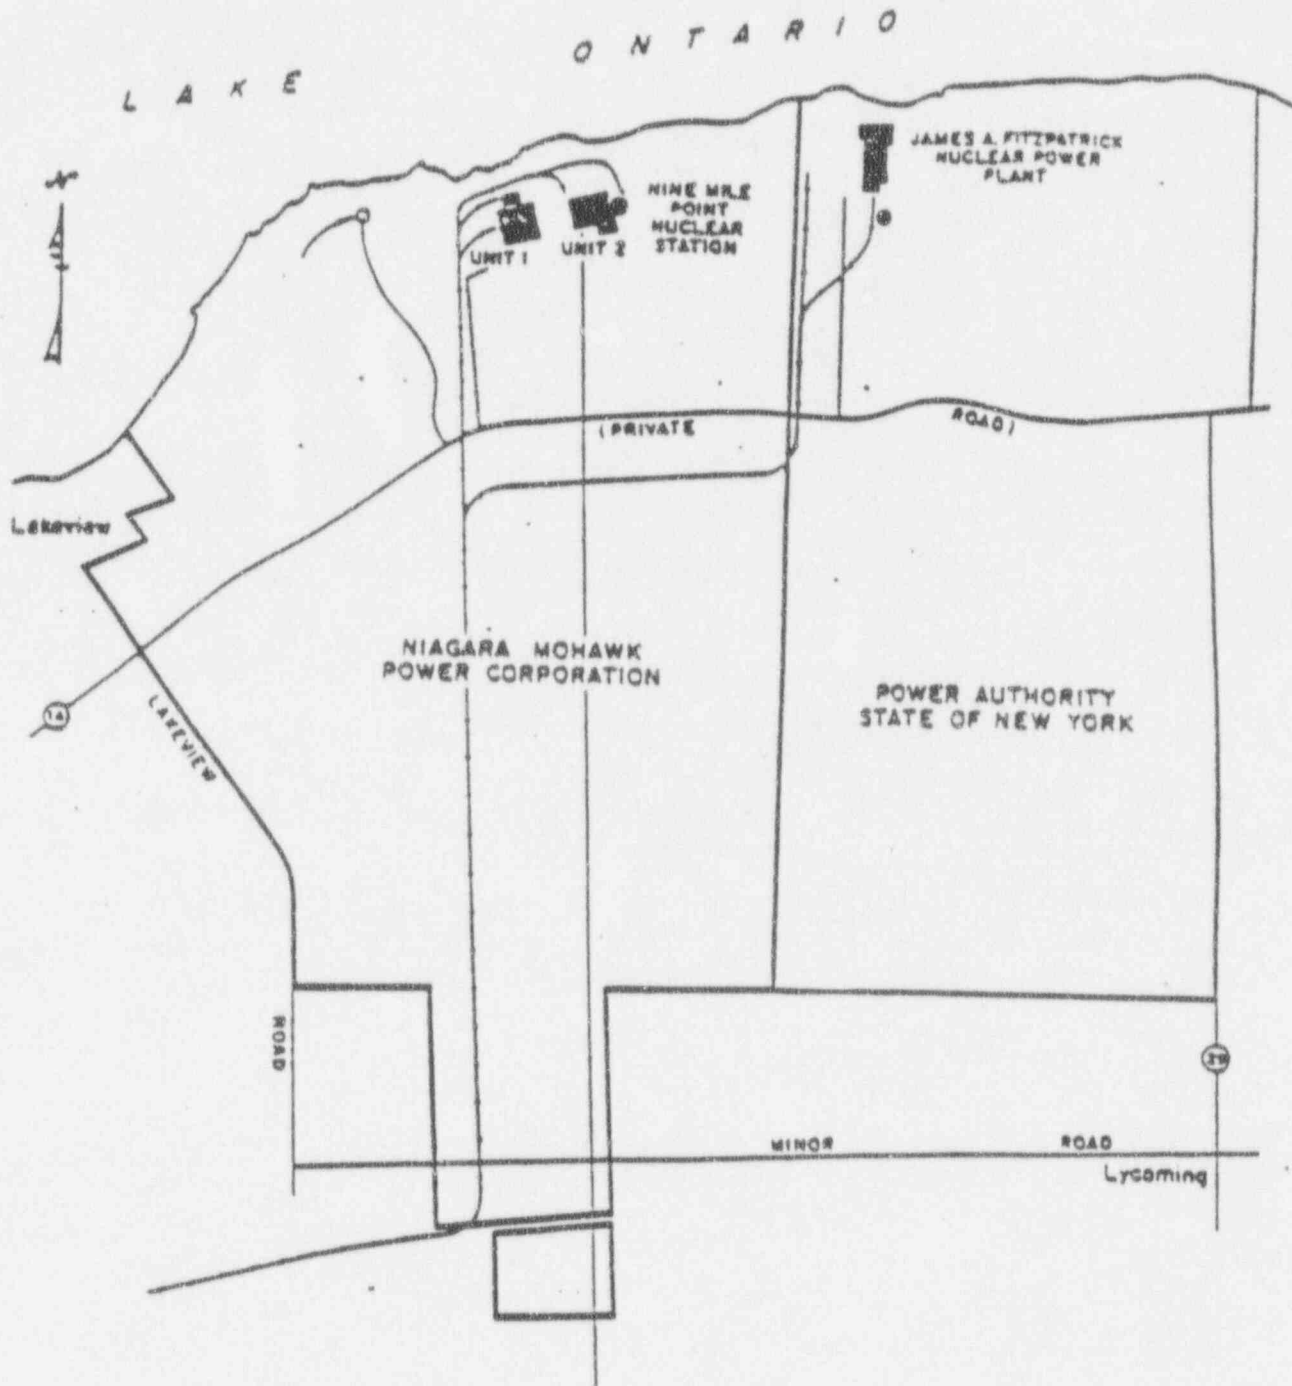 LAKE ONTARIO
N
JAMES A. FITZPATRICK
NUCLEAR POWER
PLANT
NINE MILE
POINT
NUCLEAR
STATION
UNIT 1
UNIT 2
(PRIVATE ROAD)
Lakeview
NIAGARA MOHAWK
POWER CORPORATION
POWER AUTHORITY
STATE OF NEW YORK
LAKEVIEW ROAD
29
MINOR ROAD
Lycoming